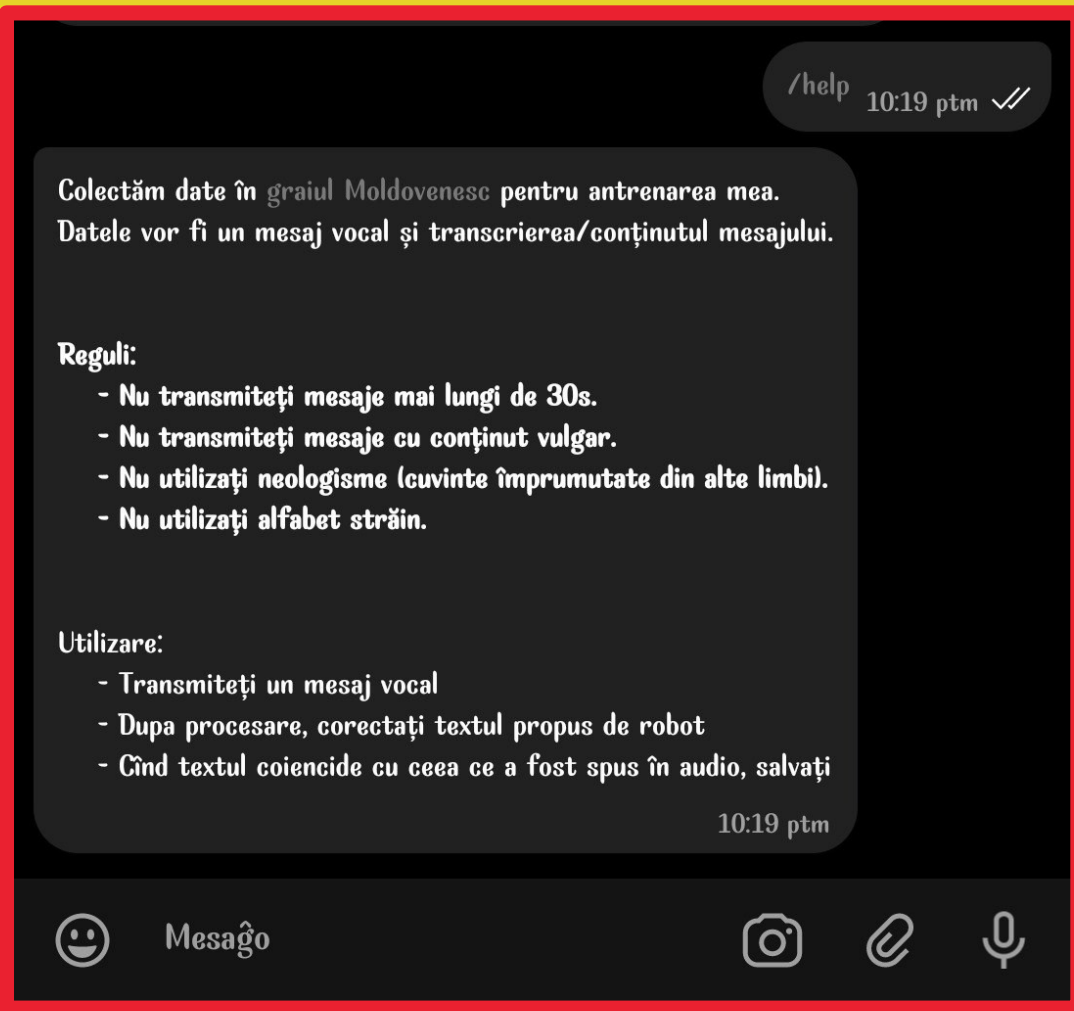 /help
10:19 ptm
Colectăm date în graiul Moldovenesc pentru antrenarea mea.
Datele vor fi un mesaj vocal și transcrierea/conținutul mesajului.
Reguli:
- Nu transmiteți mesaje mai lungi de 30s.
- Nu transmiteți mesaje cu conținut vulgar.
- Nu utilizați neologisme (cuvinte împrumutate din alte limbi).
- Nu utilizați alfabet străin.
Utilizare:
- Transmiteți un mesaj vocal
- Dupa procesare, corectați textul propus de robot
- Cînd textul coiencide cu ceea ce a fost spus în audio, salvați
10:19 ptm
Mesaĝo